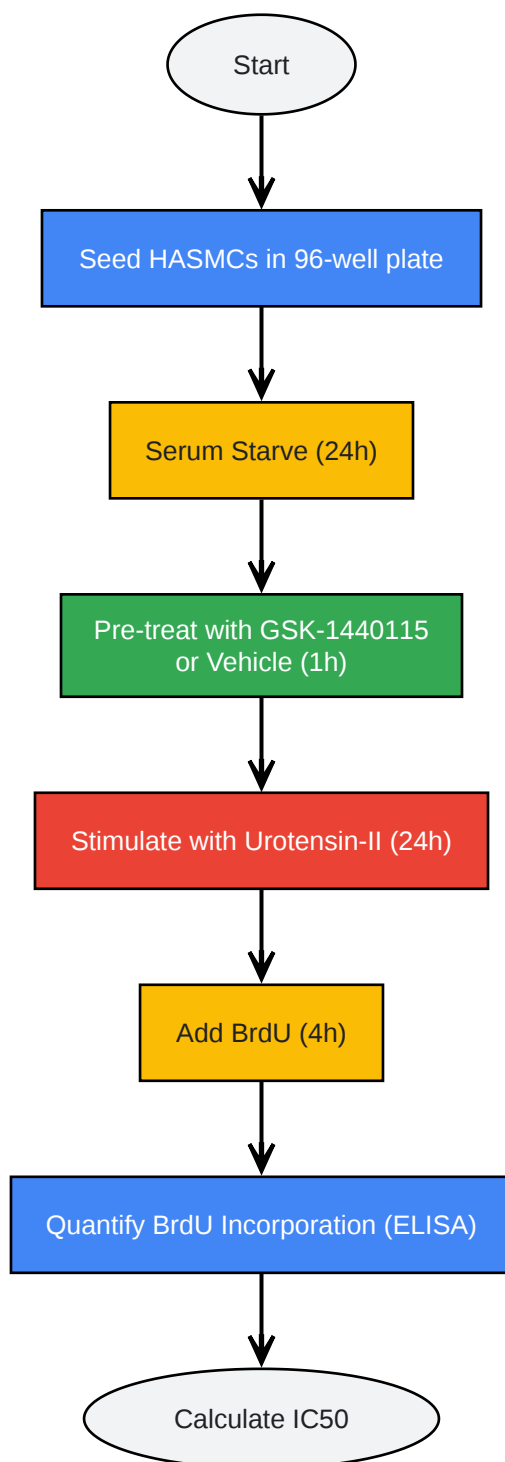 Start
Seed HASMCs in 96-well plate
Serum Starve (24h)
Pre-treat with GSK-1440115
or Vehicle (1h)
Stimulate with Urotensin-II (24h)
Add BrdU (4h)
Quantify BrdU Incorporation (ELISA)
Calculate IC50